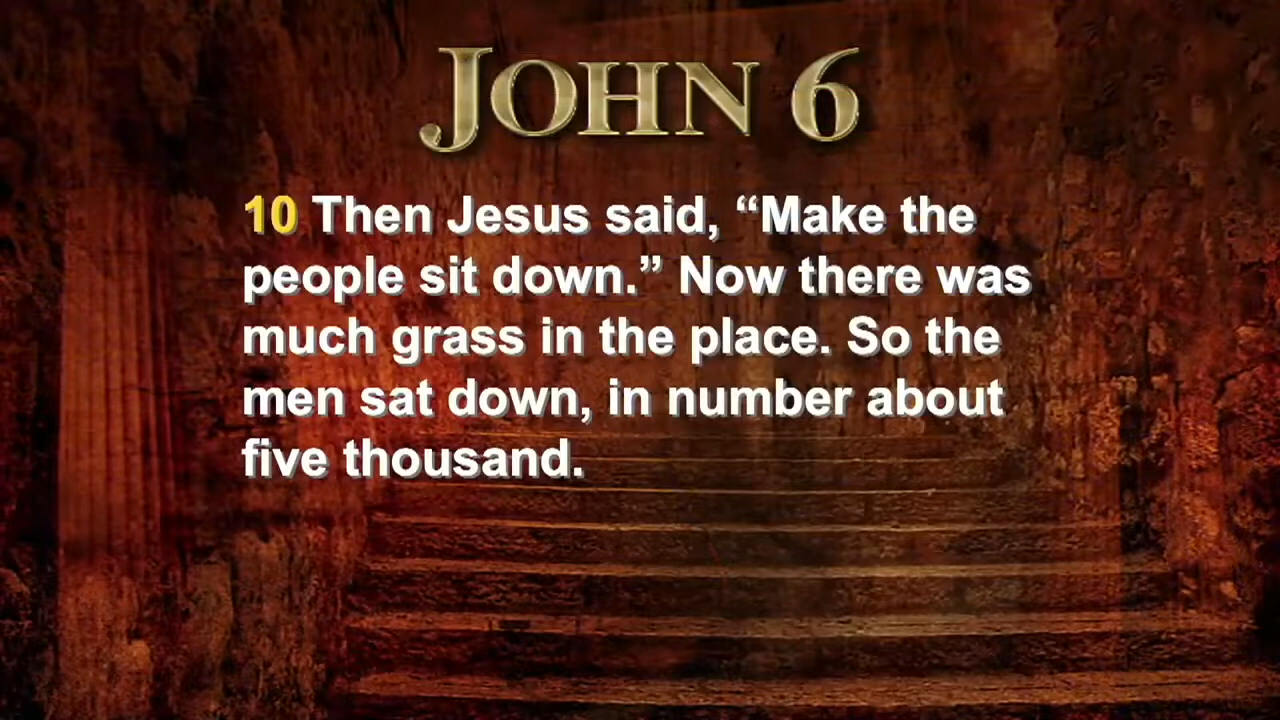 JOHN 6
10 Then Jesus said, “Make the
people sit down.” Now there was
much grass in the place. So the
men sat down, in number about
five thousand.